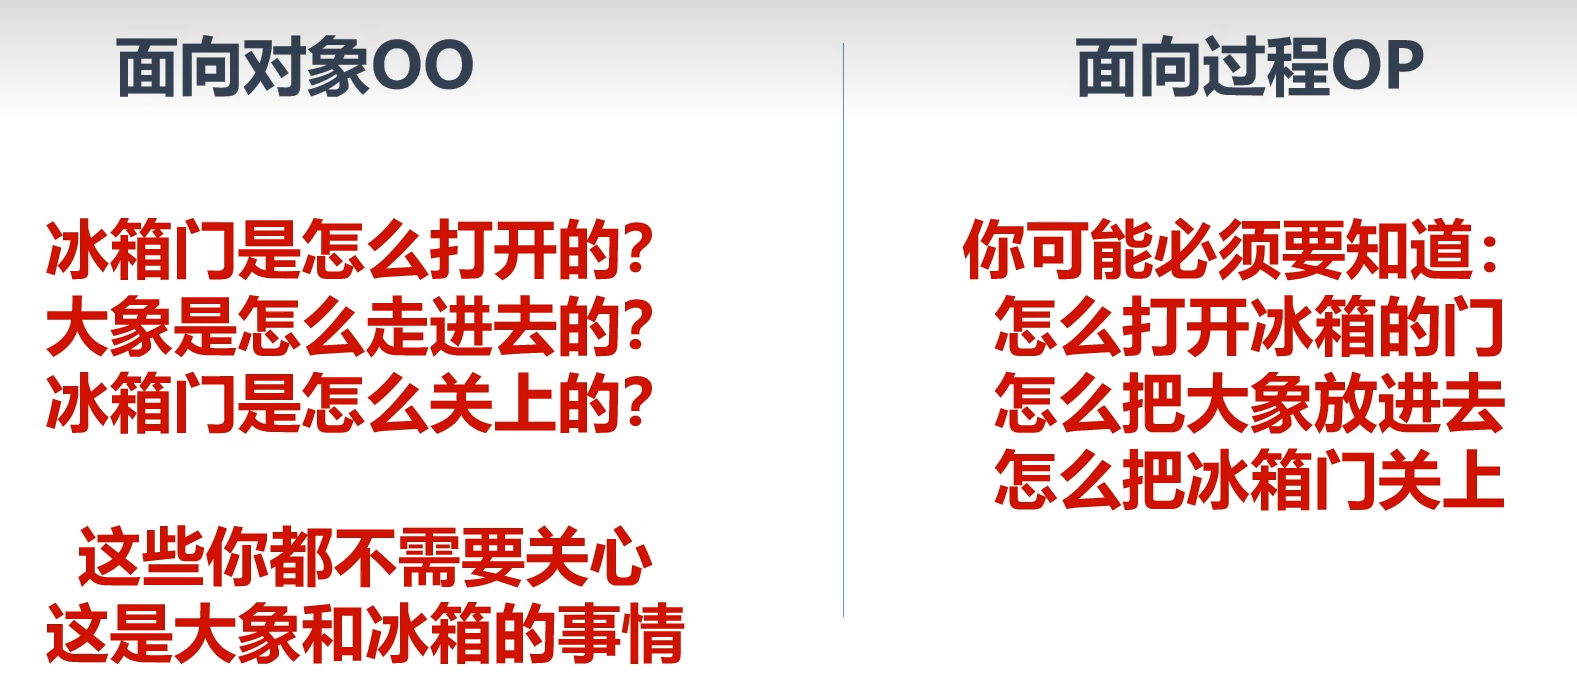 面向对象OO
冰箱门是怎么打开的?
大象是怎么走进去的?
冰箱门是怎么关上的?
这些你都不需要关心
这是大象和冰箱的事情
面向过程OP
你可能必须要知道：
怎么打开冰箱的门
怎么把大象放进去
怎么把冰箱门关上